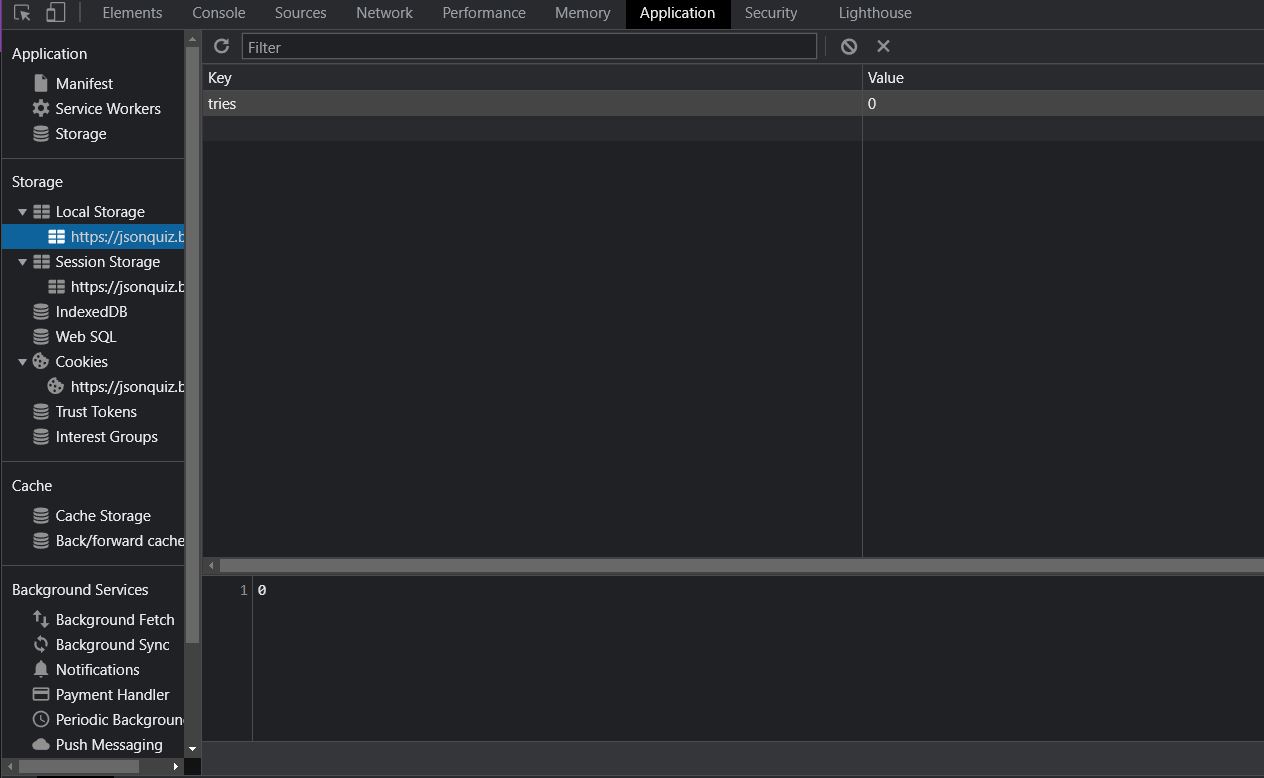 Elements Console Sources Network Performance Memory Application Security Lighthouse
Application
Manifest
Service Workers
Storage
Storage
Local Storage
https://jsonquiz.b
Session Storage
https://jsonquiz.b
IndexedDB
Web SQL
Cookies
https://jsonquiz.b
Trust Tokens
Interest Groups
Cache
Cache Storage
Back/forward cache
Background Services
Background Fetch
Background Sync
Notifications
Payment Handler
Periodic Backgroun
Push Messaging
Filter
Key Value
tries 0
1 0